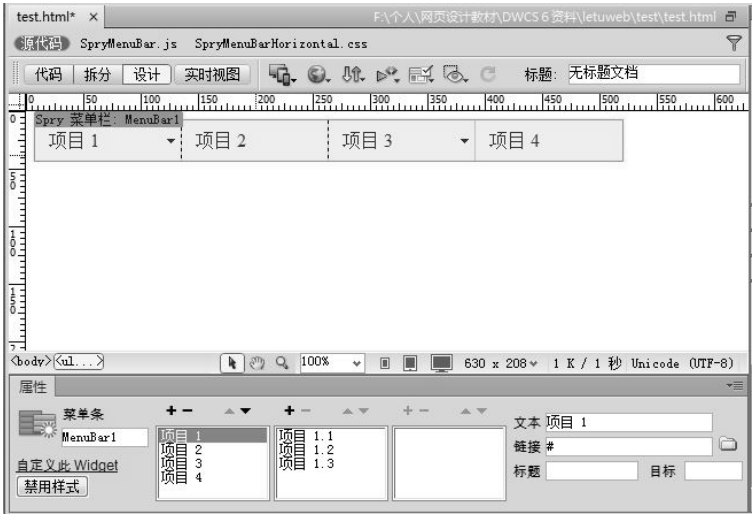 test.html* × F:\个人\网页设计教材\DWCS 6 资料\letuweb\test\test.html
源代码 SpryMenuBar.js SpryMenuBarHorizontal.css
代码 拆分 设计 实时视图 标题: 无标题文档
0 50 100 150 200 250 300 350 400 450 500 550 600
Spry 菜单栏: MenuBar1
项目 1 项目 2 项目 3 项目 4
0
50
100
150
<body> <ul...> 100% 630 x 208 1 K / 1 秒 Unicode (UTF-8)
属性
菜单条
MenuBar1
自定义此 Widget
禁用样式
项目 1
项目 2
项目 3
项目 4
项目 1.1
项目 1.2
项目 1.3
文本 项目 1
链接 #
标题 目标